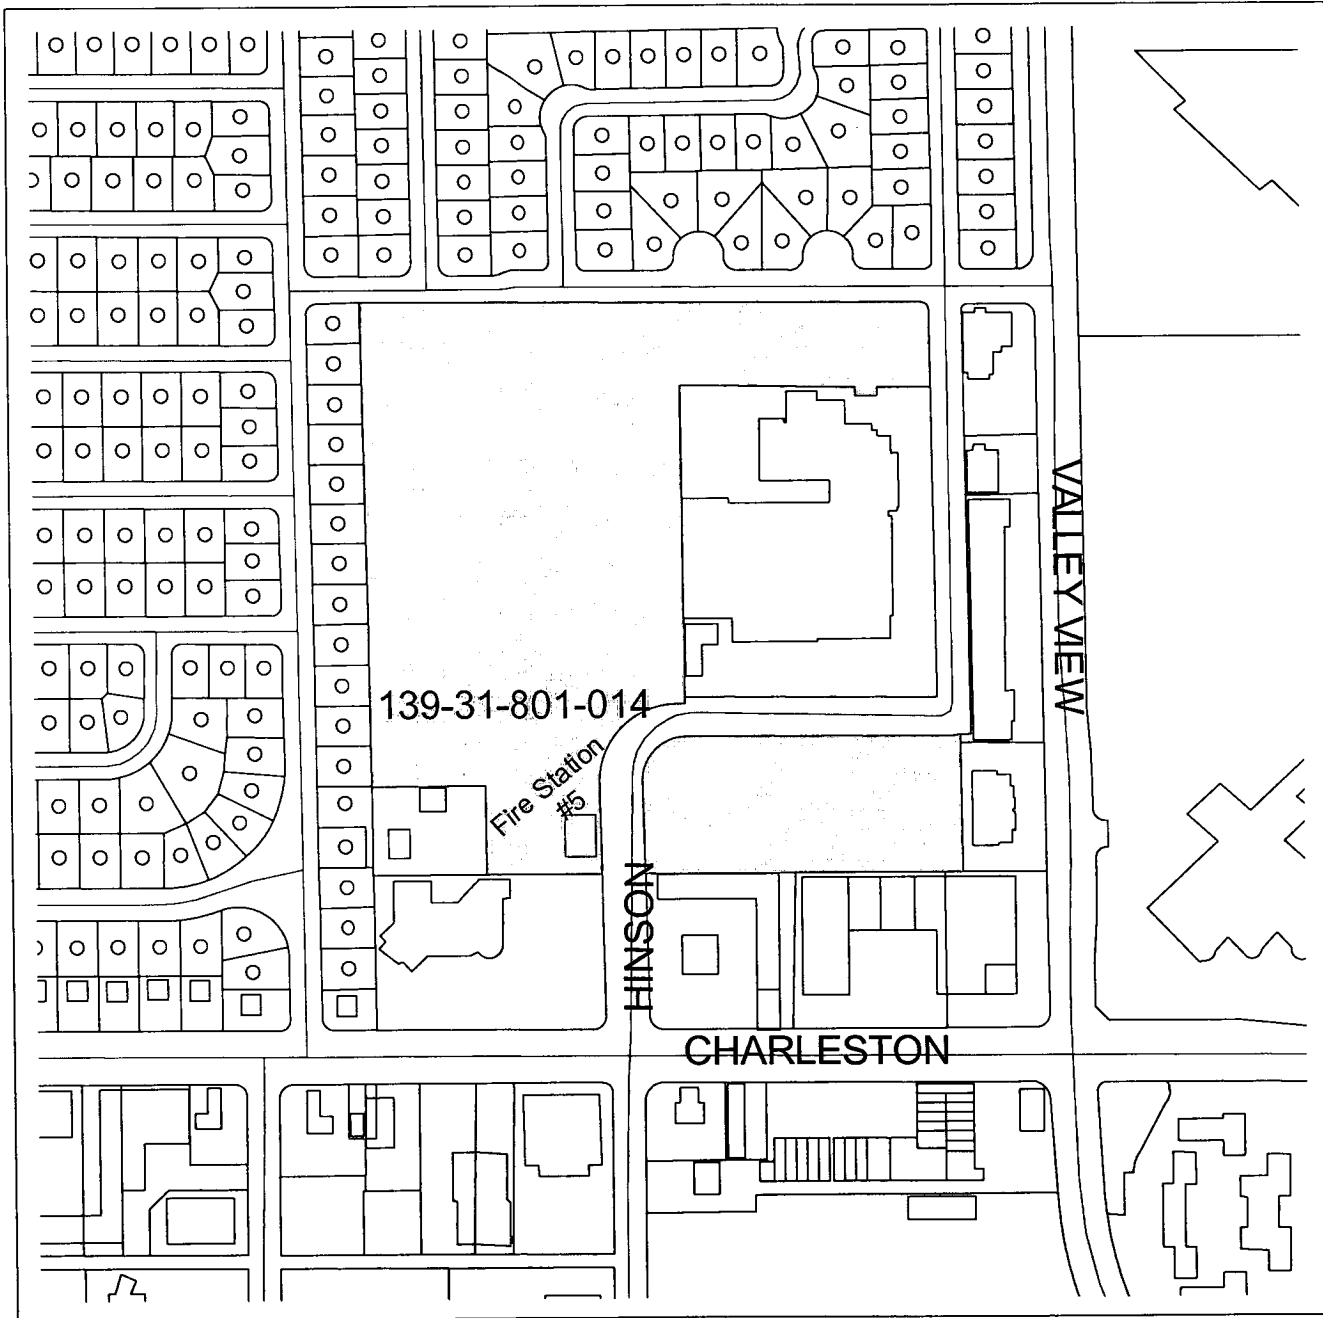 VALLEY VIEW
139-31-801-014
Fire Station
#5
HINSON
CHARLESTON